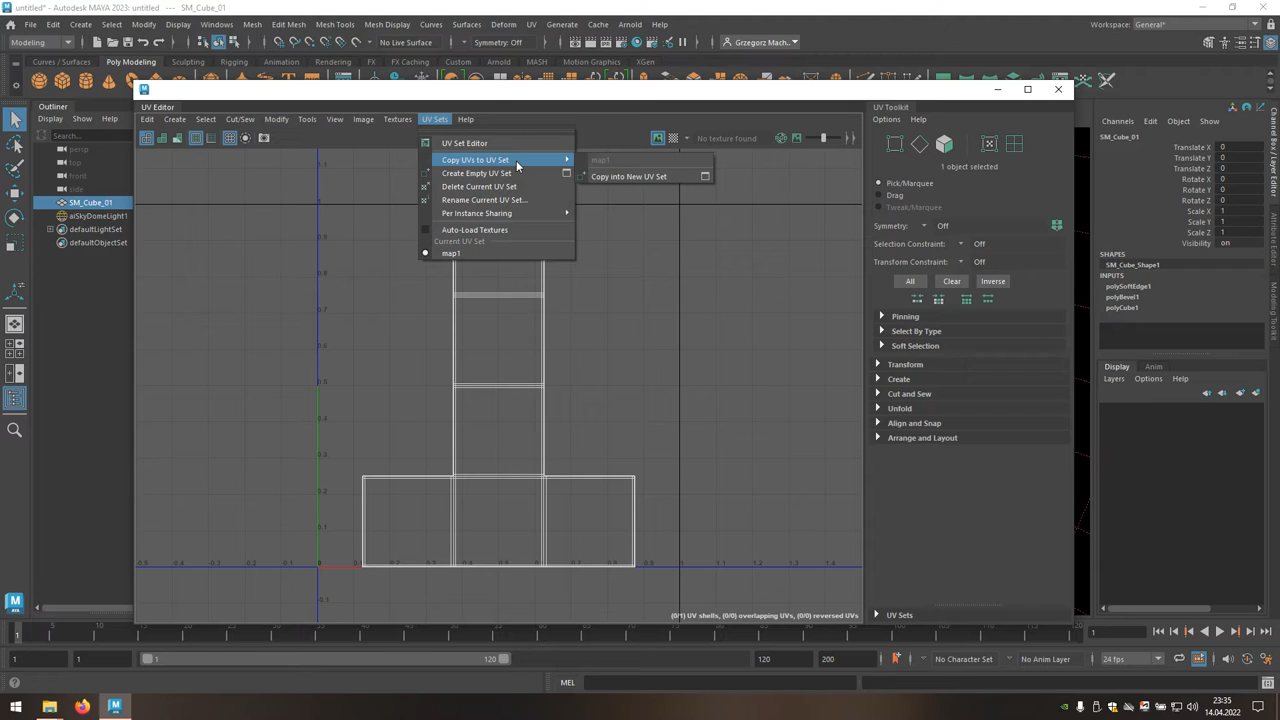 untitled* - Autodesk MAYA 2023: untitled --- SM_Cube_01
File Edit Create Select Modify Display Windows Mesh Edit Mesh Mesh Tools Mesh Display Curves Surfaces Deform UV Generate Cache Arnold Help
Workspace: General*
Modeling No Live Surface Symmetry: Off Grzegorz Mach...
Curves / Surfaces Poly Modeling Sculpting Rigging Animation Rendering FX FX Caching Custom Arnold MASH Motion Graphics XGen
Outliner
Display Show Help
Search...
persp
top
front
side
SM_Cube_01
aiSkyDomeLight1
defaultLightSet
defaultObjectSet
UV Editor
Edit Create Select Cut/Sew Modify Tools View Image Textures UV Sets Help
No texture found
UV Set Editor
Copy UVs to UV Set
Create Empty UV Set
Delete Current UV Set
Rename Current UV Set...
Per Instance Sharing
Auto-Load Textures
Current UV Set
map1
map1
Copy into New UV Set
(0/1) UV shells, (0/0) overlapping UVs, (0/0) reversed UVs
UV Toolkit
Options Help
1 object selected
Pick/Marquee
Drag
Tweak/Marquee
Symmetry: Off
Selection Constraint: Off
Transform Constraint: Off
All Clear Inverse
Pinning
Select By Type
Soft Selection
Transform
Create
Cut and Sew
Unfold
Align and Snap
Arrange and Layout
UV Sets
Channels Edit Object Show
SM_Cube_01
Translate X 0
Translate Y 0
Translate Z 0
Rotate X 0
Rotate Y 0
Rotate Z 0
Scale X 1
Scale Y 1
Scale Z 1
Visibility on
SHAPES
SM_Cube_Shape1
INPUTS
polySoftEdge1
polyBevel1
polyCube1
Display Anim
Layers Options Help
Channel Box / Layer Editor
Modeling Toolkit
1 1 1 120 120 200 No Character Set No Anim Layer 24 fps
MEL
23:35
14.04.2022